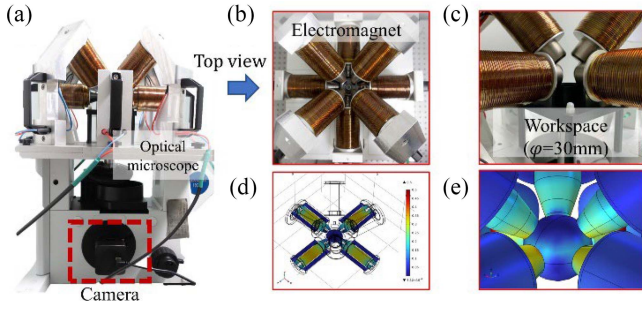 (a)
(b)
(c)
Top view
Electromagnet
Optical
microscope
Workspace
(φ=30mm)
(d)
(e)
Camera